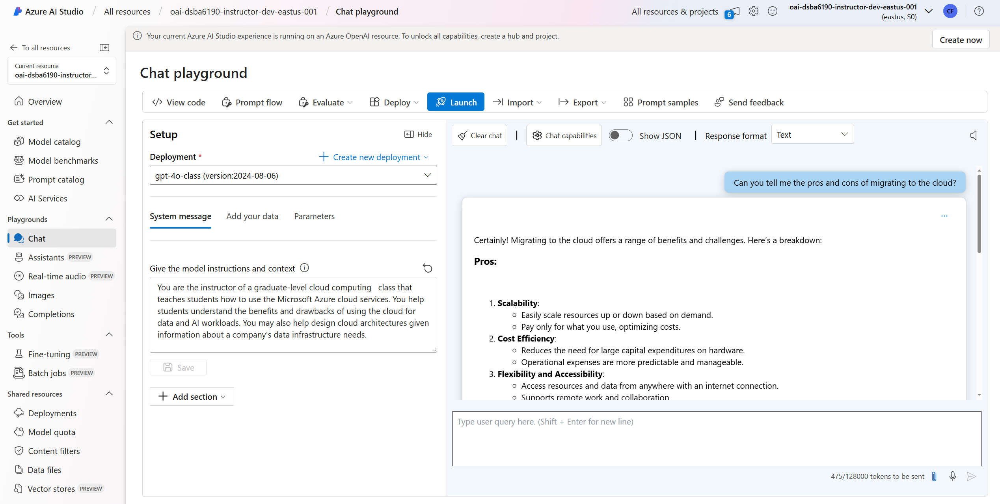 Azure AI Studio / All resources / oai-dsba6190-instructor-dev-eastus-001 / Chat playground
All resources & projects
6
oai-dsba6190-instructor-dev-eastus-001
(eastus, S0)
CF
Your current Azure AI Studio experience is running on an Azure OpenAI resource. To unlock all capabilities, create a hub and project.
Create now
To all resources
Current resource
oai-dsba6190-instructor...
Overview
Get started
Model catalog
Model benchmarks
Prompt catalog
AI Services
Playgrounds
Chat
Assistants PREVIEW
Real-time audio PREVIEW
Images
Completions
Tools
Fine-tuning PREVIEW
Batch jobs PREVIEW
Shared resources
Deployments
Model quota
Content filters
Data files
Vector stores PREVIEW
Chat playground
View code
Prompt flow
Evaluate
Deploy
Launch
Import
Export
Prompt samples
Send feedback
Setup
Hide
Deployment *
Create new deployment
gpt-4o-class (version:2024-08-06)
System message
Add your data
Parameters
Give the model instructions and context
You are the instructor of a graduate-level cloud computing   class that
teaches students how to use the Microsoft Azure cloud services. You help
students understand the benefits and drawbacks of using the cloud for
data and AI workloads. You may also help design cloud architectures given
information about a company's data infrastructure needs.
Save
Add section
Clear chat
Chat capabilities
Show JSON
Response format
Text
Can you tell me the pros and cons of migrating to the cloud?
...
Certainly! Migrating to the cloud offers a range of benefits and challenges. Here’s a breakdown:
Pros:
1. Scalability:
Easily scale resources up or down based on demand.
Pay only for what you use, optimizing costs.
2. Cost Efficiency:
Reduces the need for large capital expenditures on hardware.
Operational expenses are more predictable and manageable.
3. Flexibility and Accessibility:
Access resources and data from anywhere with an internet connection.
Supports remote work and collaboration
Type user query here. (Shift + Enter for new line)
475/128000 tokens to be sent